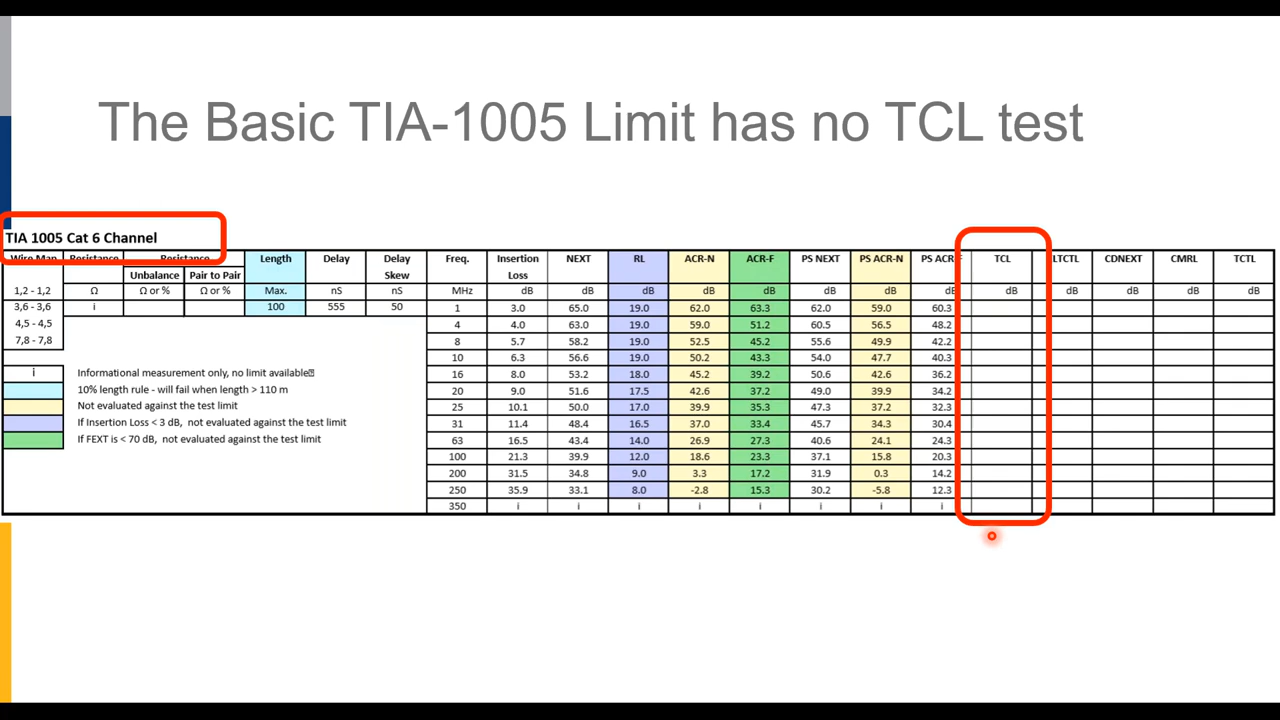 The Basic TIA-1005 Limit has no TCL test
TIA 1005 Cat 6 Channel
Wire Map Resistance Resistance Length Delay Delay Freq. Insertion NEXT RL ACR-N ACR-F PS NEXT PS ACR-N PS ACR-F TCL LTCTL CDNEXT CMRL TCTL
Unbalance Pair to Pair Skew Loss
1,2 - 1,2 Ω Ω or % Ω or % Max. nS nS MHz dB dB dB dB dB dB dB dB dB dB dB dB dB
3,6 - 3,6 i 100 555 50 1 3.0 65.0 19.0 62.0 63.3 62.0 59.0 60.3
4,5 - 4,5 4 4.0 63.0 19.0 59.0 51.2 60.5 56.5 48.2
7,8 - 7,8 8 5.7 58.2 19.0 52.5 45.2 55.6 49.9 42.2
10 6.3 56.6 19.0 50.2 43.3 54.0 47.7 40.3
i Informational measurement only, no limit available 16 8.0 53.2 18.0 45.2 39.2 50.6 42.6 36.2
10% length rule - will fail when length > 110 m 20 9.0 51.6 17.5 42.6 37.2 49.0 39.9 34.2
Not evaluated against the test limit 25 10.1 50.0 17.0 39.9 35.3 47.3 37.2 32.3
If Insertion Loss < 3 dB, not evaluated against the test limit 31 11.4 48.4 16.5 37.0 33.4 45.7 34.3 30.4
If FEXT is < 70 dB, not evaluated against the test limit 63 16.5 43.4 14.0 26.9 27.3 40.6 24.1 24.3
100 21.3 39.9 12.0 18.6 23.3 37.1 15.8 20.3
200 31.5 34.8 9.0 3.3 17.2 31.9 0.3 14.2
250 35.9 33.1 8.0 -2.8 15.3 30.2 -5.8 12.3
350 i i i i i i i i